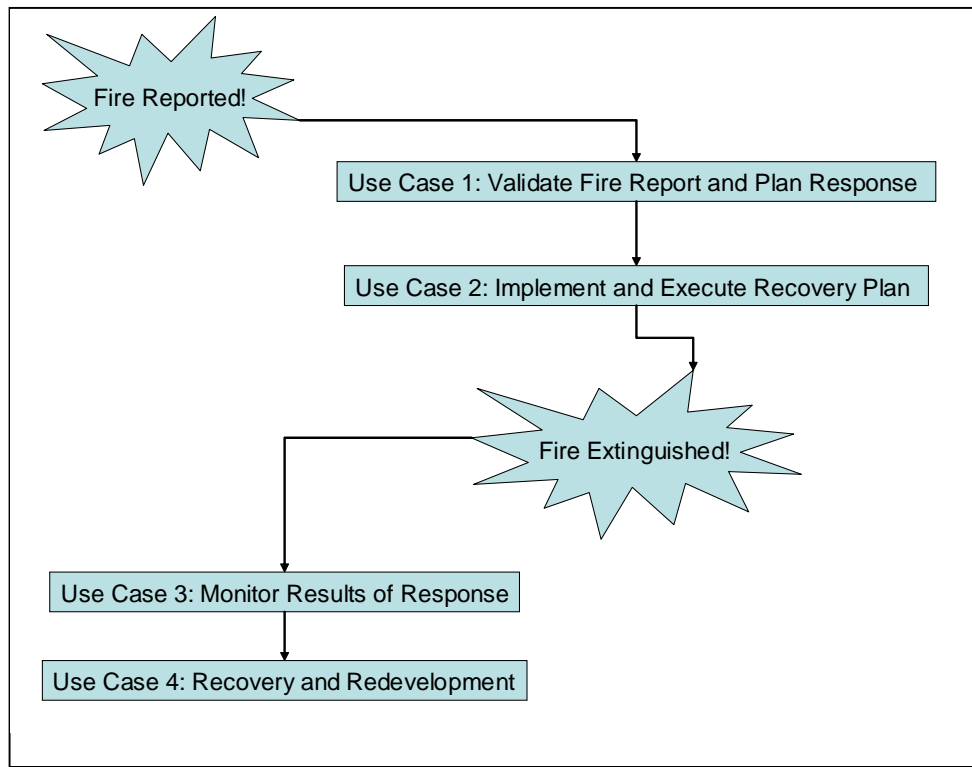 Fire Reported!
Use Case 1: Validate Fire Report and Plan Response
Use Case 2: Implement and Execute Recovery Plan
Fire Extinguished!
Use Case 3: Monitor Results of Response
Use Case 4: Recovery and Redevelopment